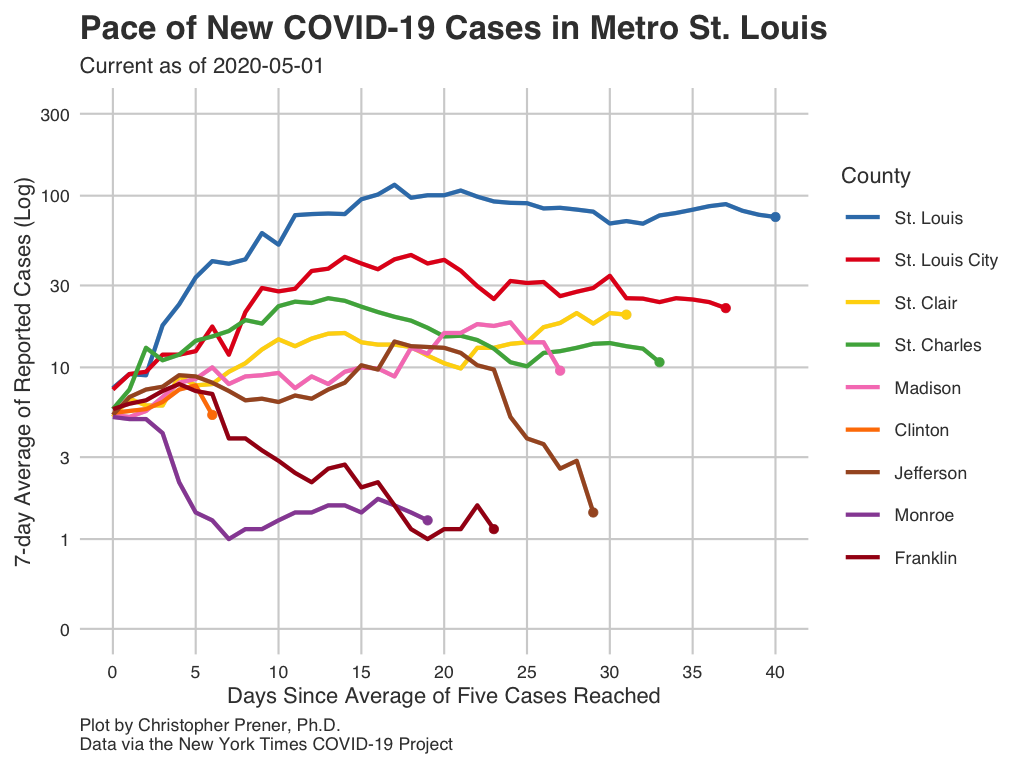 Pace of New COVID-19 Cases in Metro St. Louis
Current as of 2020-05-01
7-day Average of Reported Cases (Log)
300
100
30
10
3
1
0
0 5 10 15 20 25 30 35 40
Days Since Average of Five Cases Reached
County
St. Louis
St. Louis City
St. Clair
St. Charles
Madison
Clinton
Jefferson
Monroe
Franklin
Plot by Christopher Prener, Ph.D.
Data via the New York Times COVID-19 Project